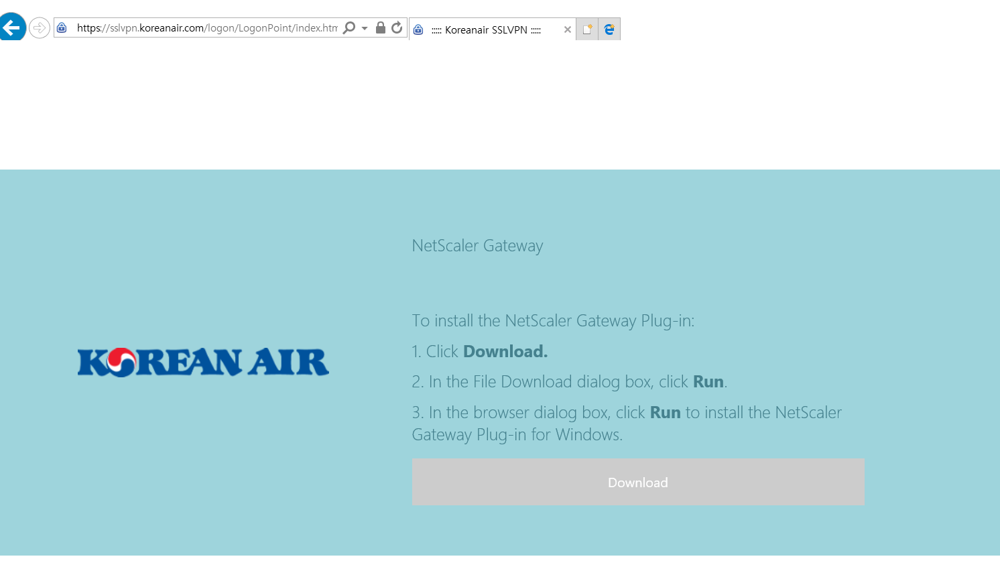 https://sslvpn.koreanair.com/logon/LogonPoint/index.htm
::::: Koreanair SSLVPN :::::
NetScaler Gateway
To install the NetScaler Gateway Plug-in:
1. Click Download.
KOREAN AIR
2. In the File Download dialog box, click Run.
3. In the browser dialog box, click Run to install the NetScaler
Gateway Plug-in for Windows.
Download